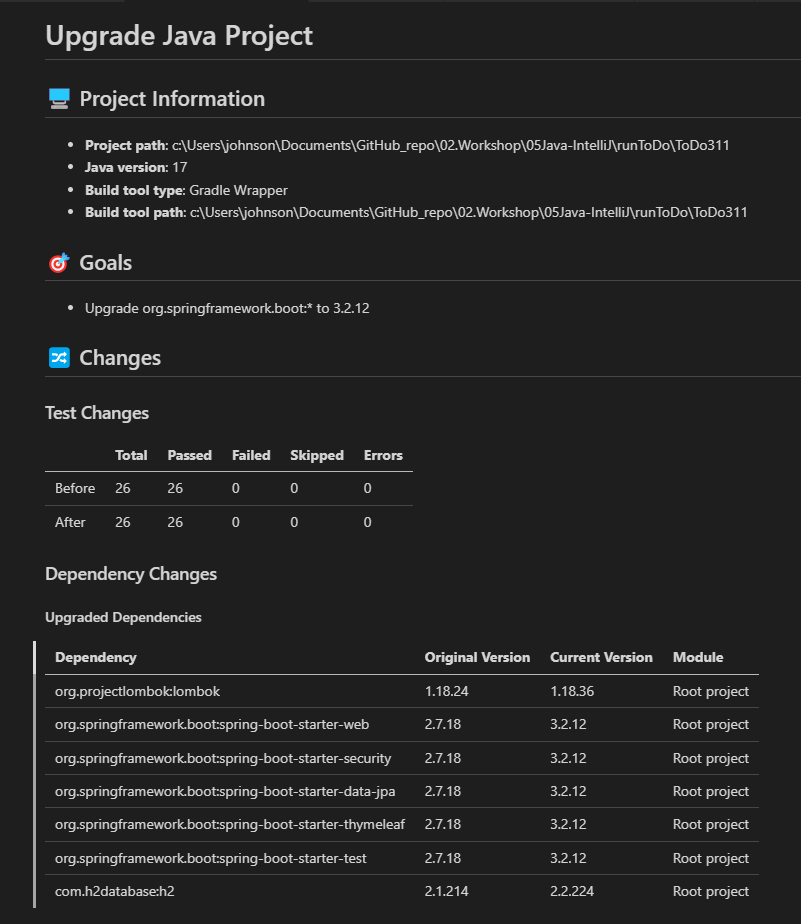 Upgrade Java Project
Project Information
• Project path: c:\Users\johnson\Documents\GitHub_repo\02.Workshop\05Java-IntelliJ\runToDo\ToDo311
• Java version: 17
• Build tool type: Gradle Wrapper
• Build tool path: c:\Users\johnson\Documents\GitHub_repo\02.Workshop\05Java-IntelliJ\runToDo\ToDo311
Goals
• Upgrade org.springframework.boot:* to 3.2.12
Changes
Test Changes
Total Passed Failed Skipped Errors
Before 26 26 0 0 0
After 26 26 0 0 0
Dependency Changes
Upgraded Dependencies
Dependency Original Version Current Version Module
org.projectlombok:lombok 1.18.24 1.18.36 Root project
org.springframework.boot:spring-boot-starter-web 2.7.18 3.2.12 Root project
org.springframework.boot:spring-boot-starter-security 2.7.18 3.2.12 Root project
org.springframework.boot:spring-boot-starter-data-jpa 2.7.18 3.2.12 Root project
org.springframework.boot:spring-boot-starter-thymeleaf 2.7.18 3.2.12 Root project
org.springframework.boot:spring-boot-starter-test 2.7.18 3.2.12 Root project
com.h2database:h2 2.1.214 2.2.224 Root project